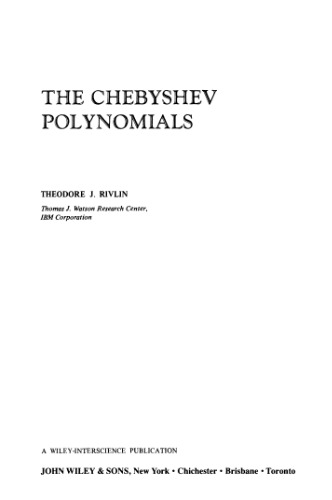 THE CHEBYSHEV
POLYNOMIALS
THEODORE J. RIVLIN
Thomas J. Watson Research Center,
IBM Corporation
A WILEY-INTERSCIENCE PUBLICATION
JOHN WILEY & SONS, New York • Chichester • Brisbane • Toronto